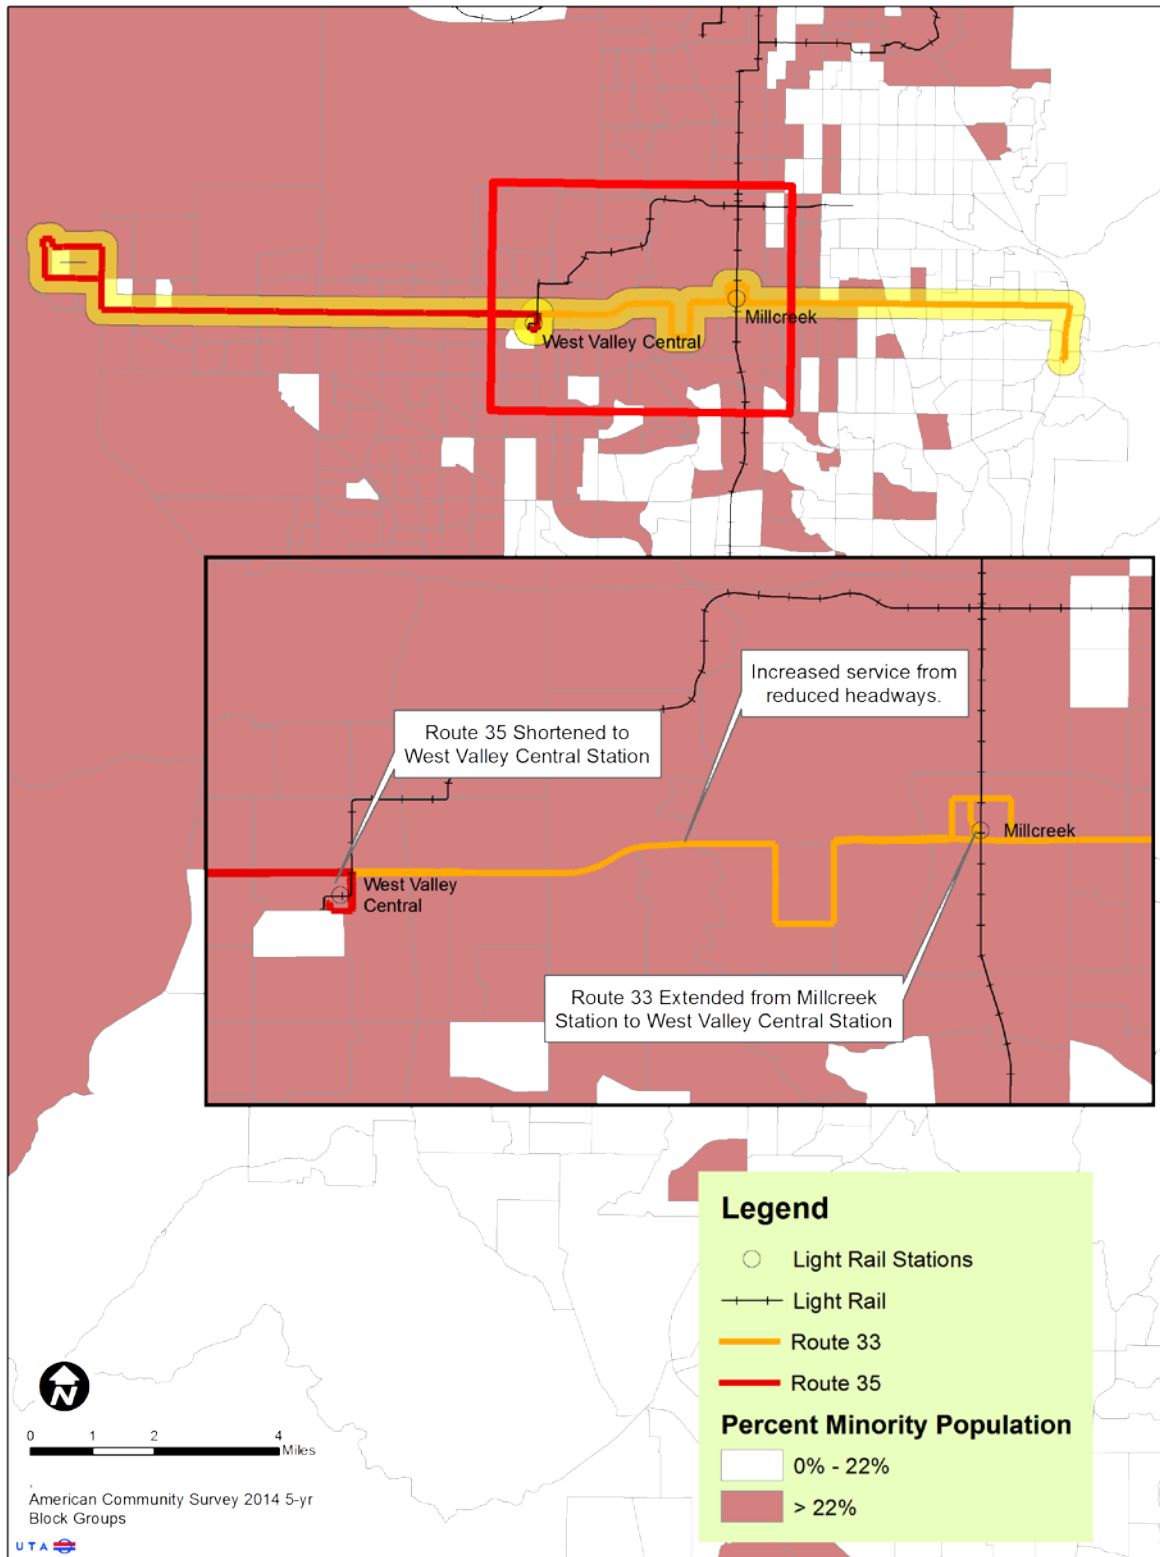 Millcreek
West Valley Central
Increased service from
reduced headways.
Route 35 Shortened to
West Valley Central Station
Millcreek
West Valley
Central
Route 33 Extended from Millcreek
Station to West Valley Central Station
Legend
Light Rail Stations
Light Rail
Route 33
Route 35
Percent Minority Population
0% - 22%
> 22%
N
0 1 2 4
Miles
American Community Survey 2014 5-yr
Block Groups
UTA